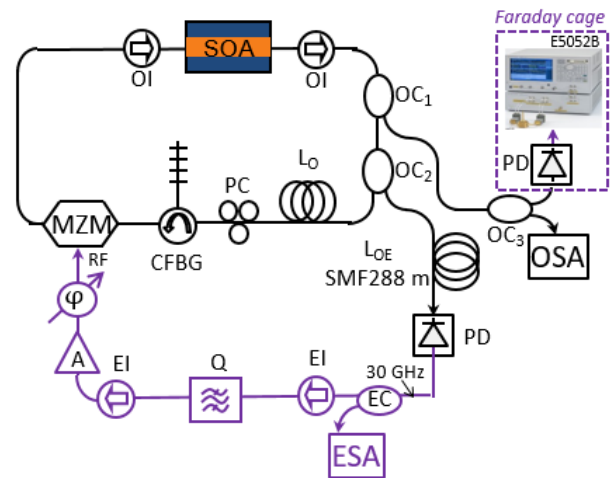 Faraday cage
E5052B
SOA
OI
OI
OC1
PD
LO
PC
OC2
MZM
CFBG
OC3
OSA
RF
LOE
SMF288 m
φ
PD
A
EI
Q
EI
30 GHz
EC
ESA